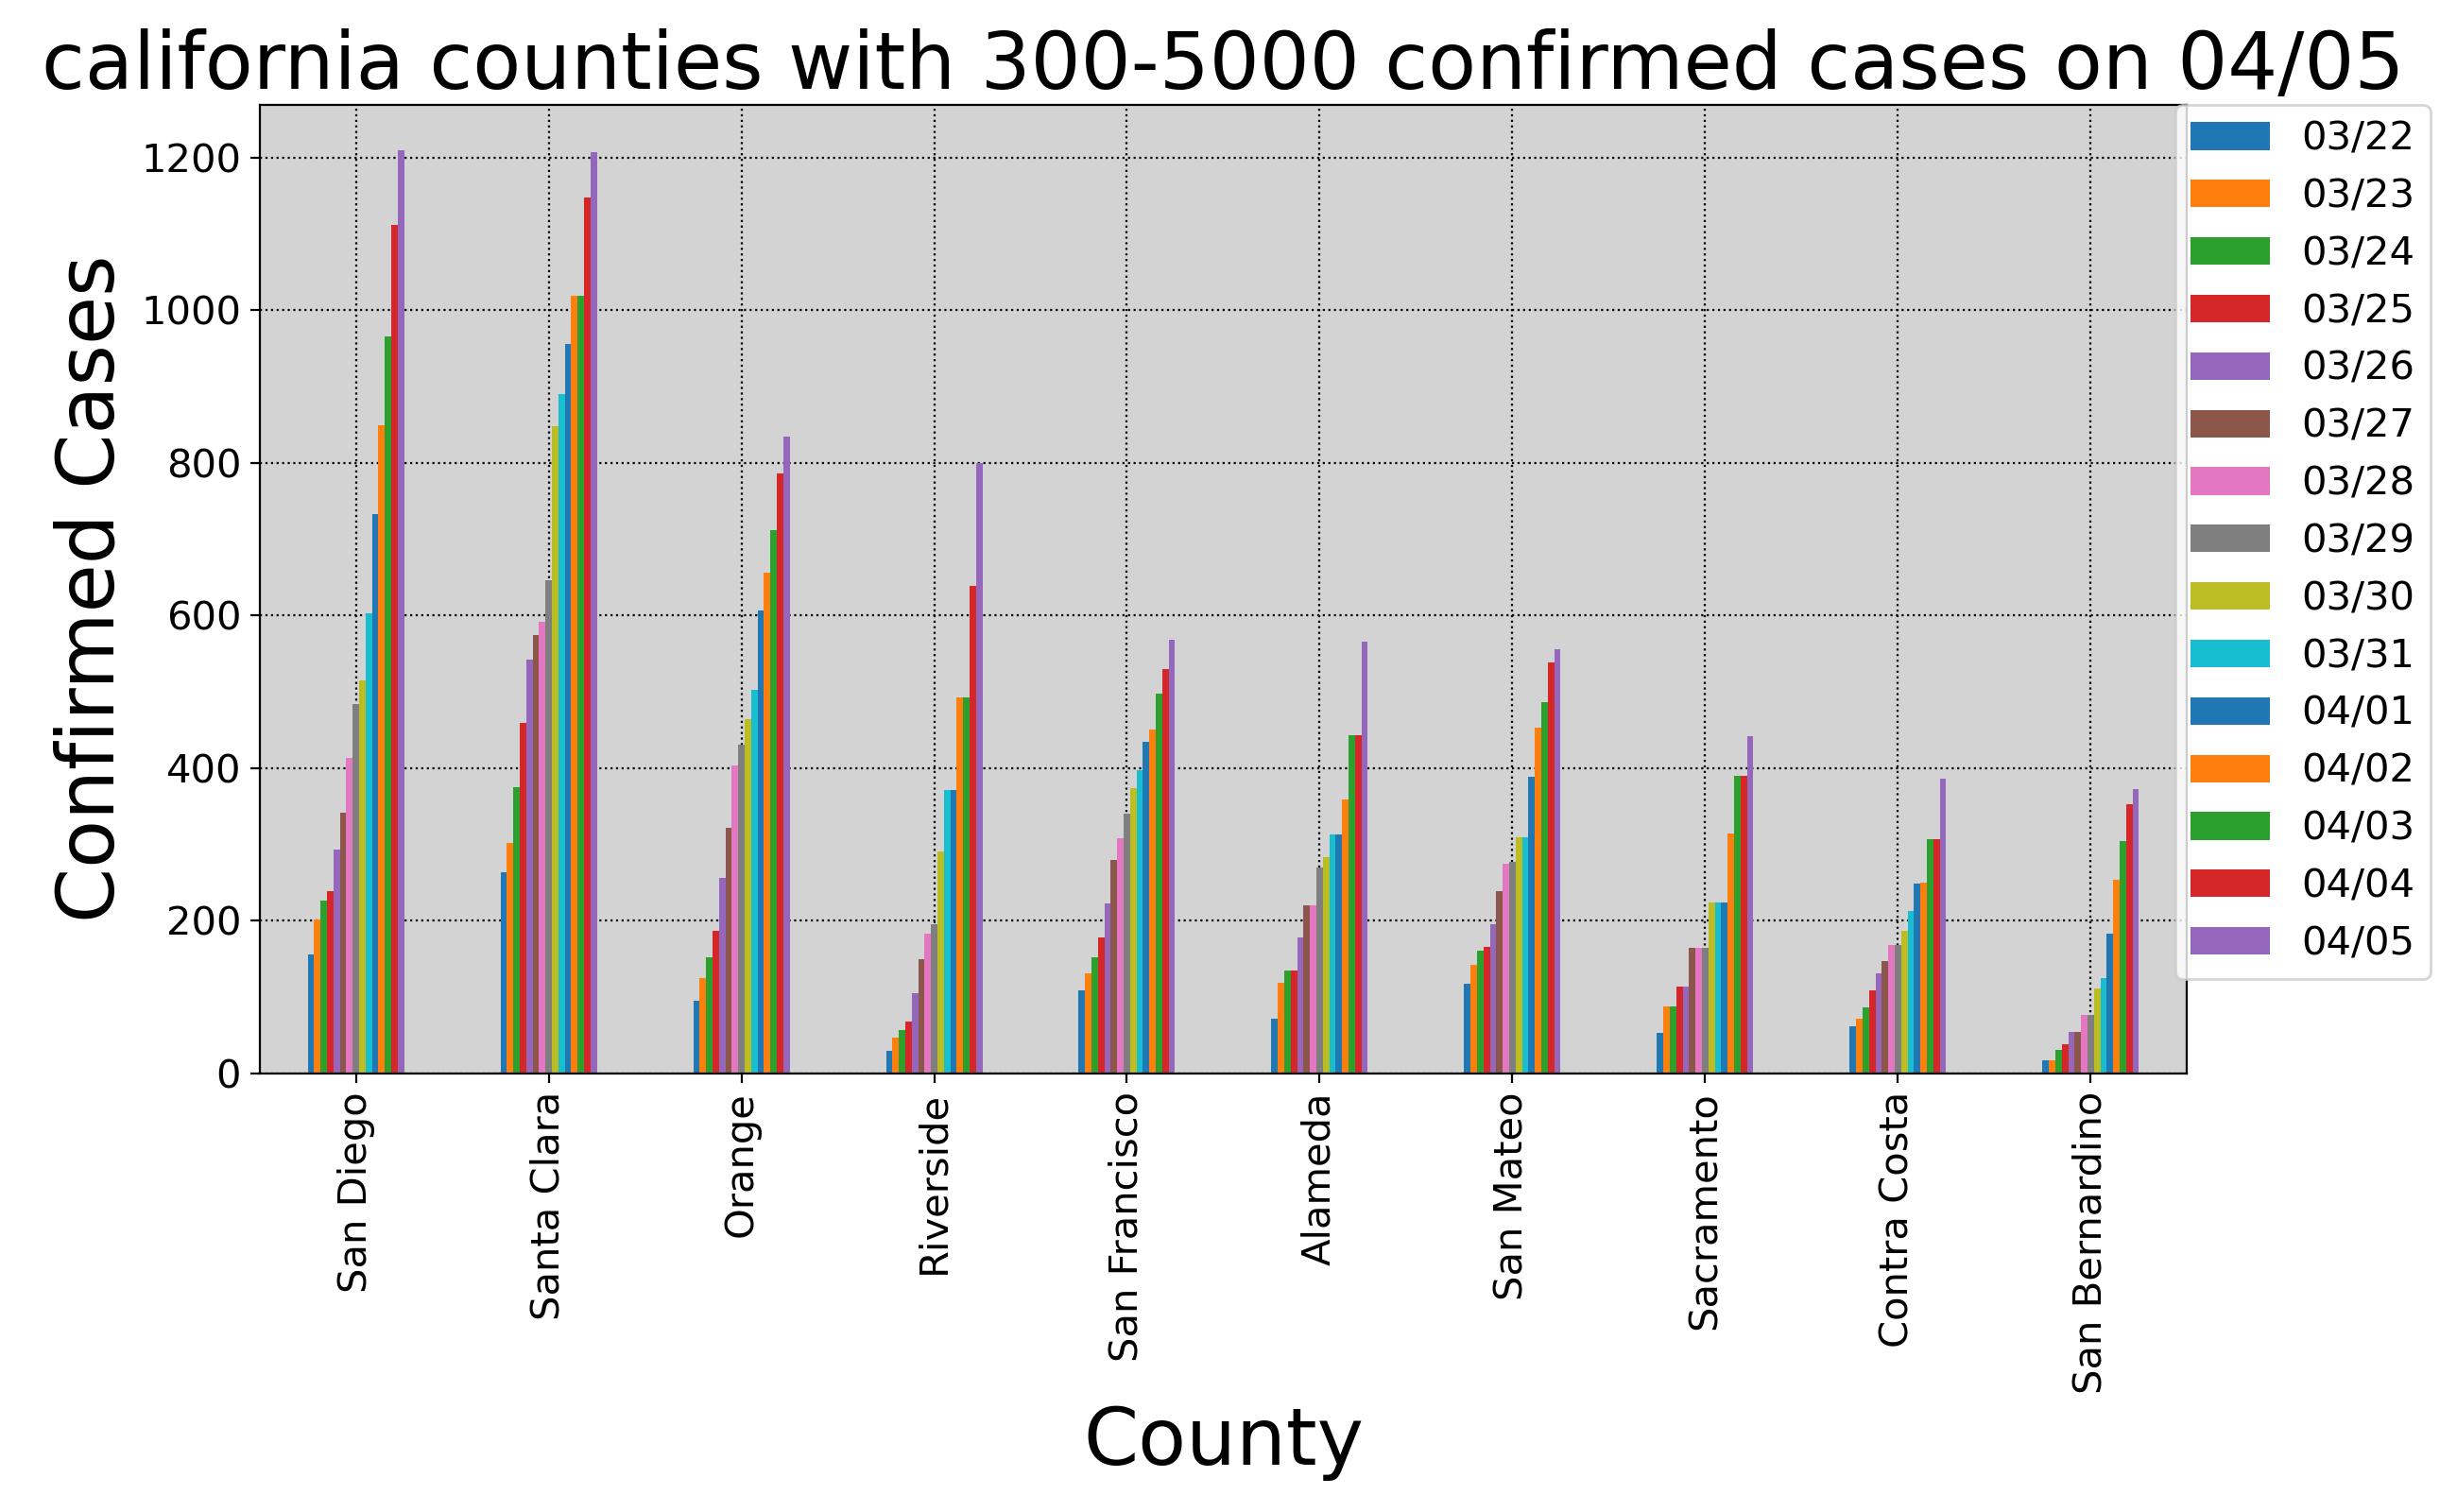 california counties with 300-5000 confirmed cases on 04/05
Confirmed Cases
1200
1000
800
600
400
200
0
03/22
03/23
03/24
03/25
03/26
03/27
03/28
03/29
03/30
03/31
04/01
04/02
04/03
04/04
04/05
San Diego
Santa Clara
Orange
Riverside
San Francisco
Alameda
San Mateo
Sacramento
Contra Costa
San Bernardino
County